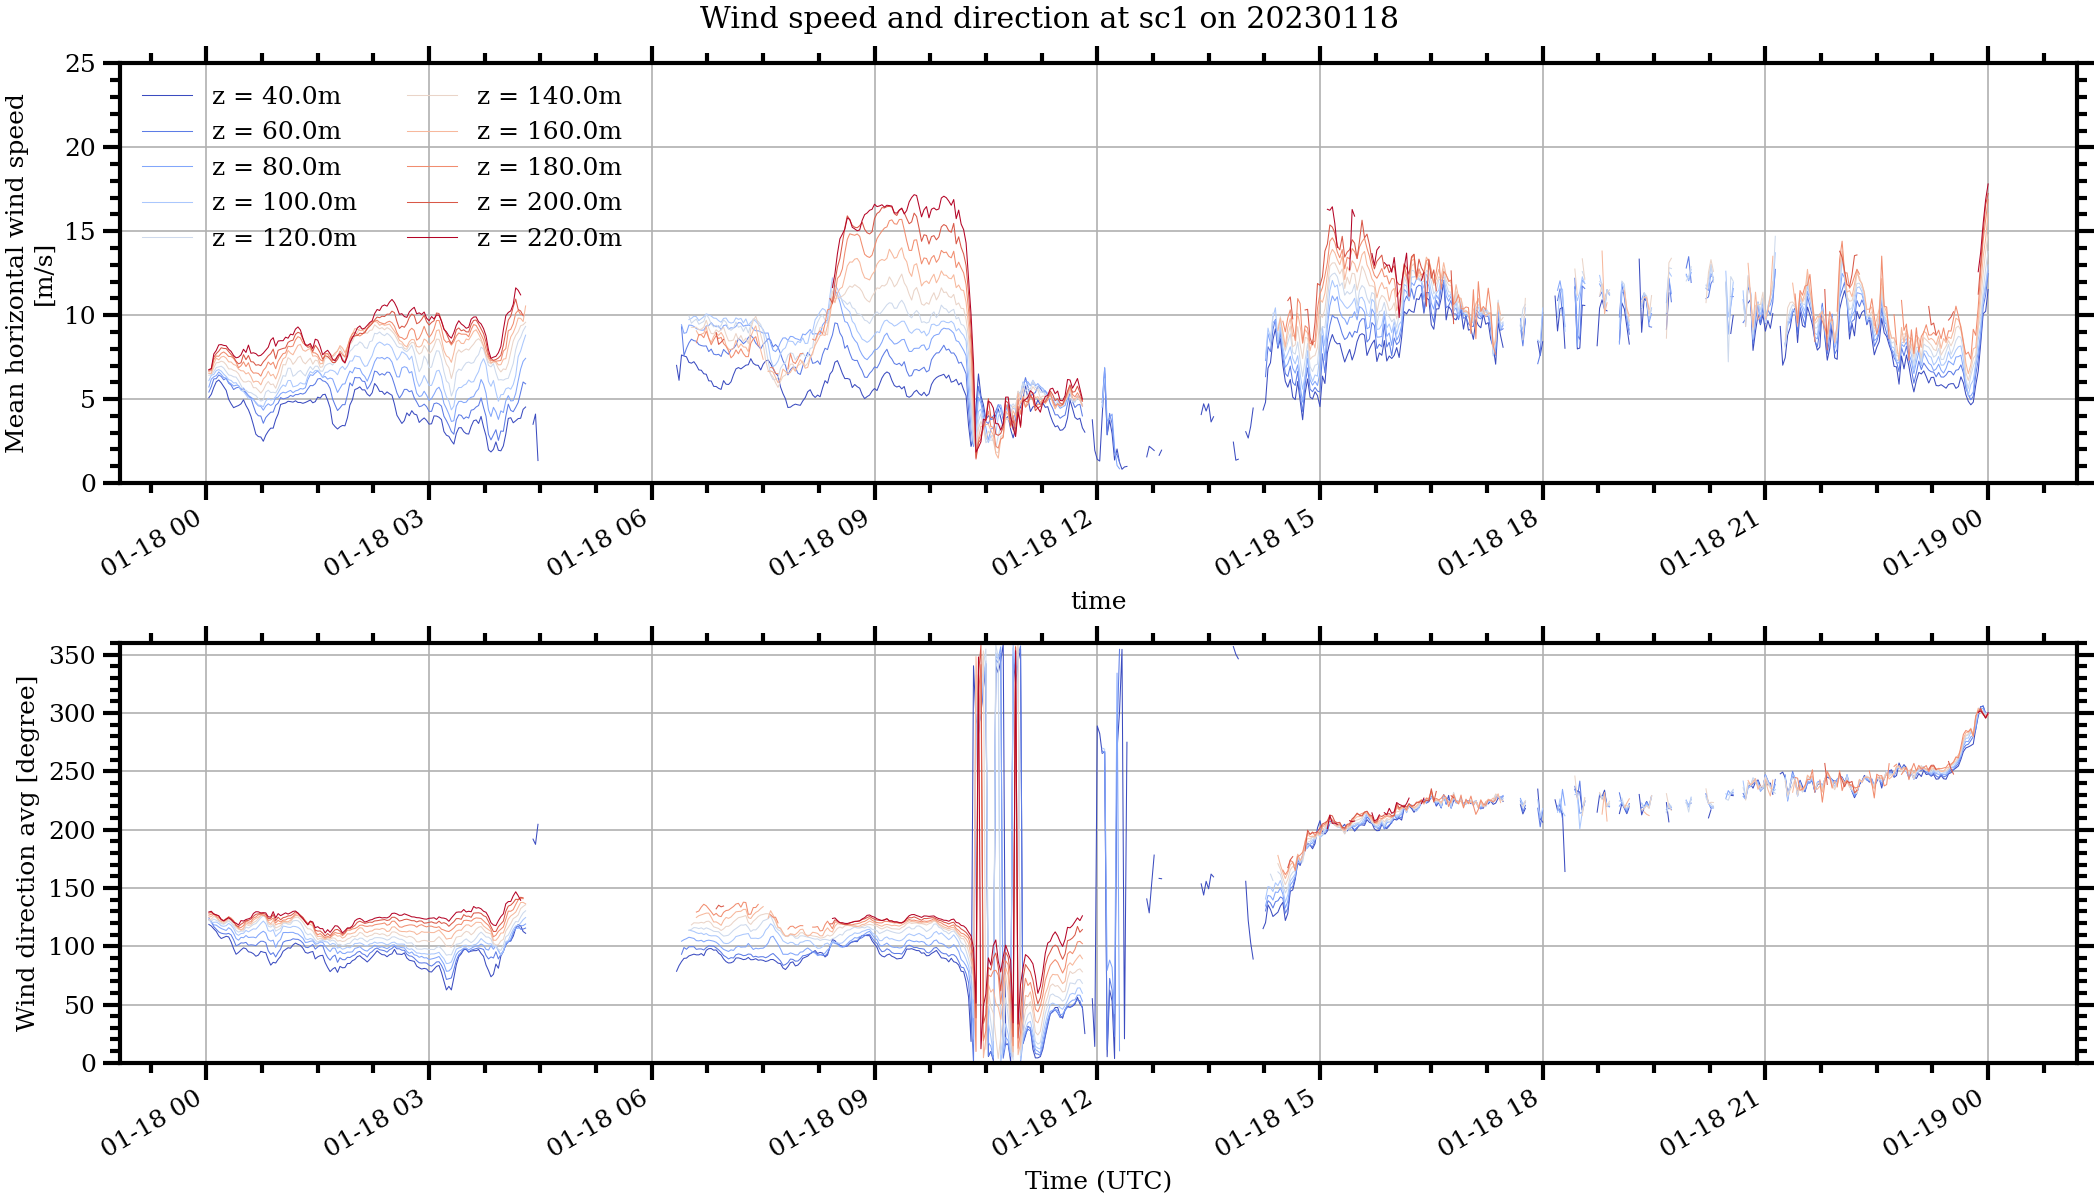 Wind speed and direction at sc1 on 20230118
Mean horizontal wind speed
[m/s]
25
20
15
10
5
0
z = 40.0m
z = 60.0m
z = 80.0m
z = 100.0m
z = 120.0m
z = 140.0m
z = 160.0m
z = 180.0m
z = 200.0m
z = 220.0m
01-18 00
01-18 03
01-18 06
01-18 09
01-18 12
01-18 15
01-18 18
01-18 21
01-19 00
time
Wind direction avg [degree]
350
300
250
200
150
100
50
0
01-18 00
01-18 03
01-18 06
01-18 09
01-18 12
01-18 15
01-18 18
01-18 21
01-19 00
Time (UTC)